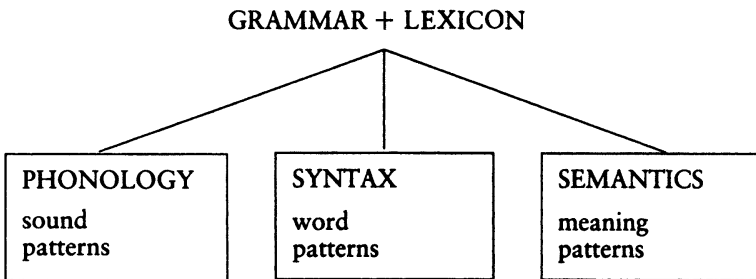 GRAMMAR + LEXICON
PHONOLOGY
sound
patterns
SYNTAX
word
patterns
SEMANTICS
meaning
patterns